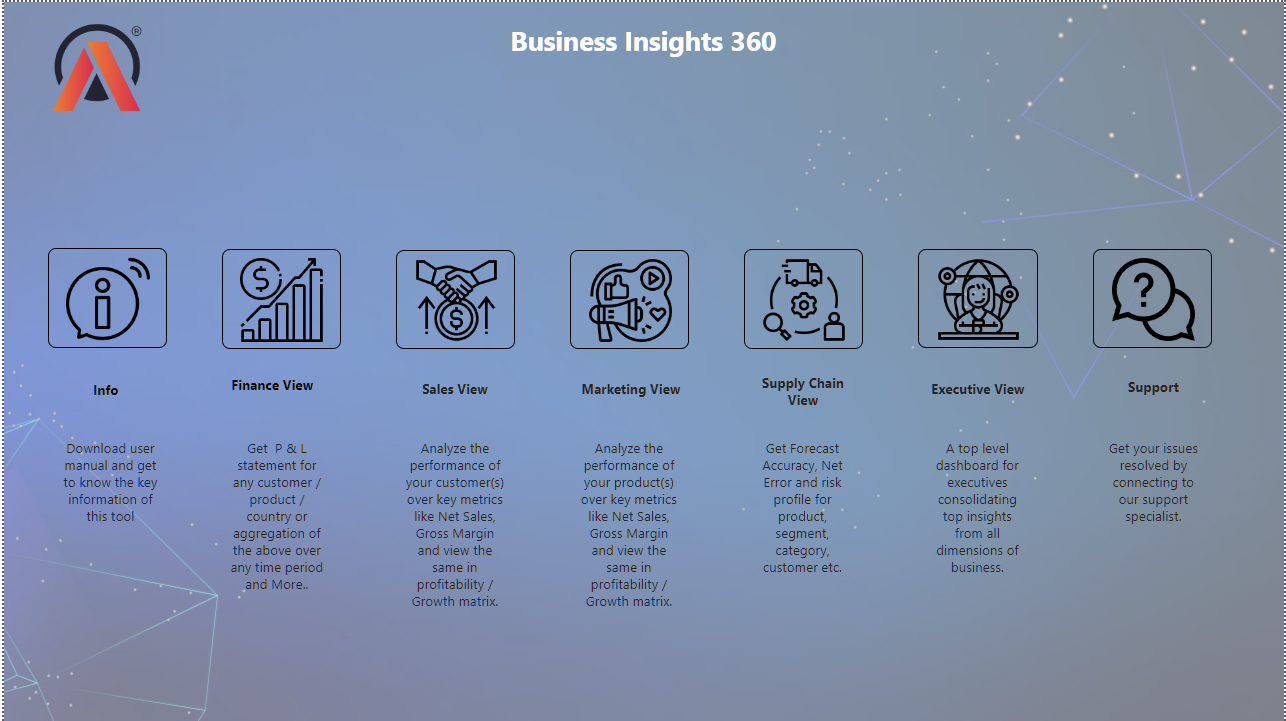 ®
Business Insights 360
Info
Download user
manual and get
to know the key
information of
this tool
Finance View
Get  P & L
statement for
any customer /
product /
country or
aggregation of
the above over
any time period
and More..
Sales View
Analyze the
performance of
your customer(s)
over key metrics
like Net Sales,
Gross Margin
and view the
same in
profitability /
Growth matrix.
Marketing View
Analyze the
performance of
your product(s)
over key metrics
like Net Sales,
Gross Margin
and view the
same in
profitability /
Growth matrix.
Supply Chain
View
Get Forecast
Accuracy, Net
Error and risk
profile for
product,
segment,
category,
customer etc.
Executive View
A top level
dashboard for
executives
consolidating
top insights
from all
dimensions of
business.
Support
Get your issues
resolved by
connecting to
our support
specialist.